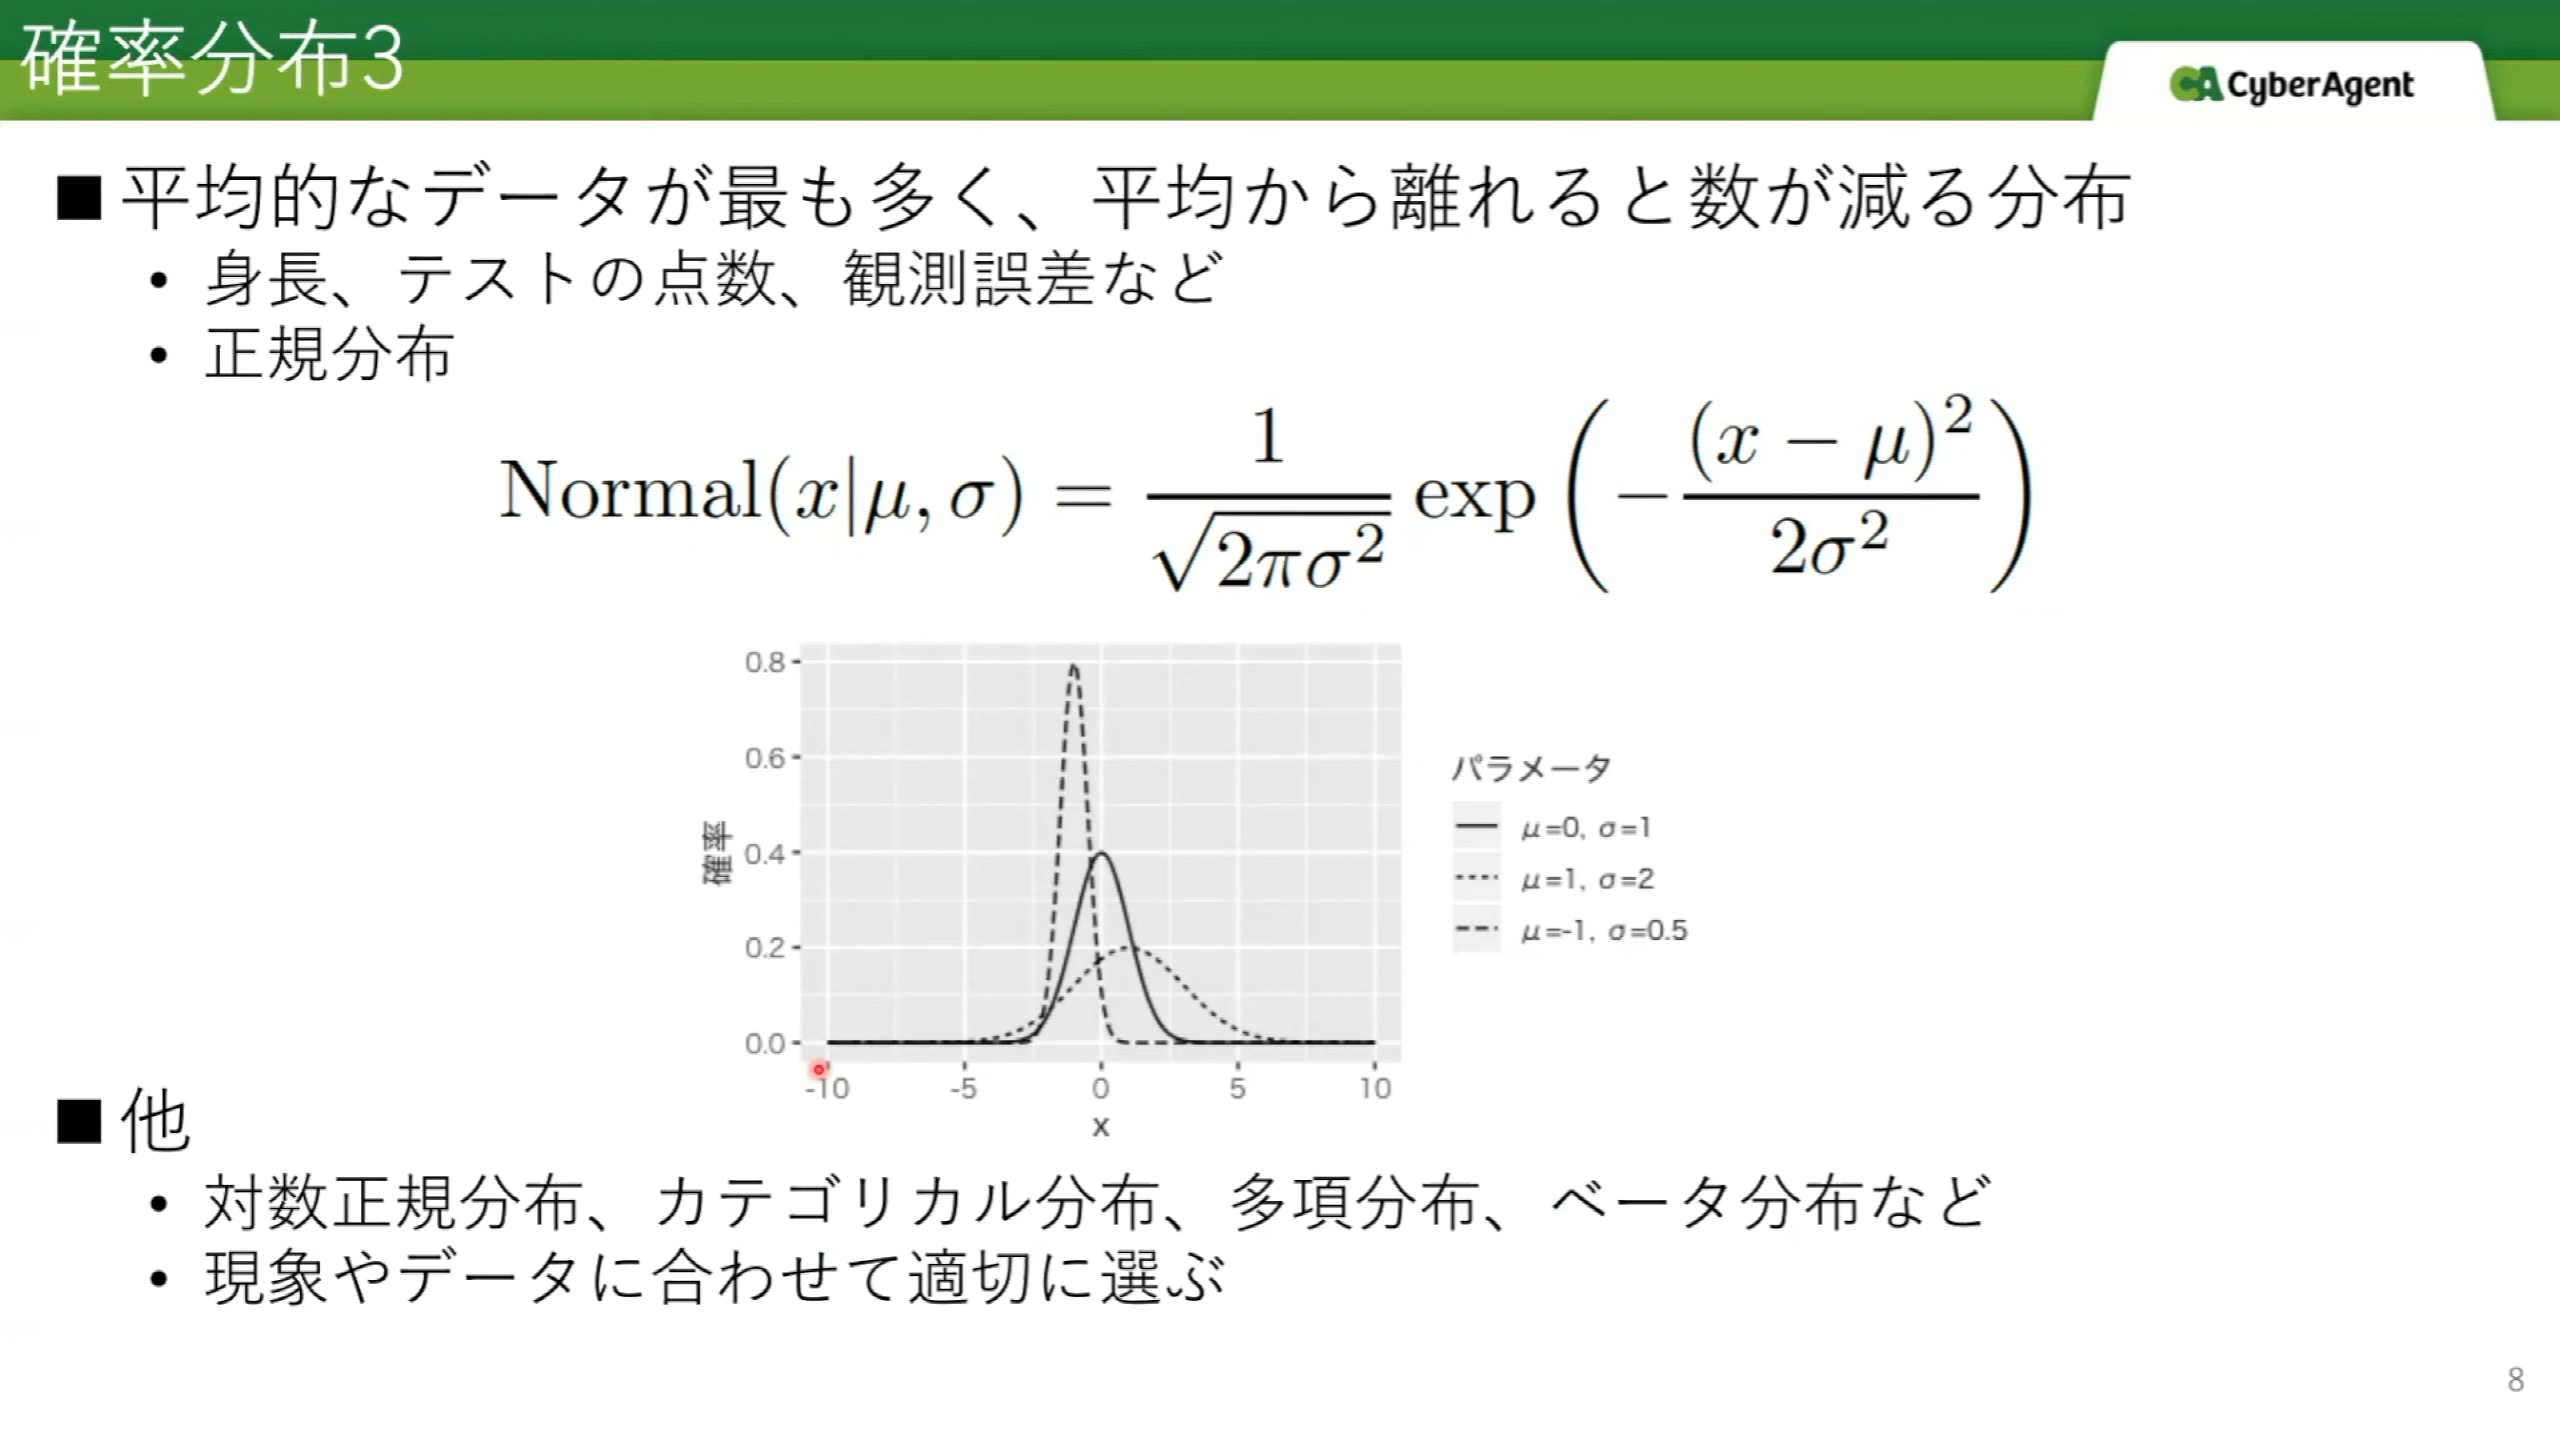 確率分布3
CyberAgent
■平均的なデータが最も多く、平均から離れると数が減る分布
• 身長、テストの点数、観測誤差など
• 正規分布
Normal(x|μ, σ) = 1/√(2πσ²) exp(−(x − μ)²/(2σ²))
0.8
0.6
0.4
0.2
0.0
確率
-10 -5 0 5 10
x
パラメータ
μ=0, σ=1
μ=1, σ=2
μ=-1, σ=0.5
■他
• 対数正規分布、カテゴリカル分布、多項分布、ベータ分布など
• 現象やデータに合わせて適切に選ぶ
8